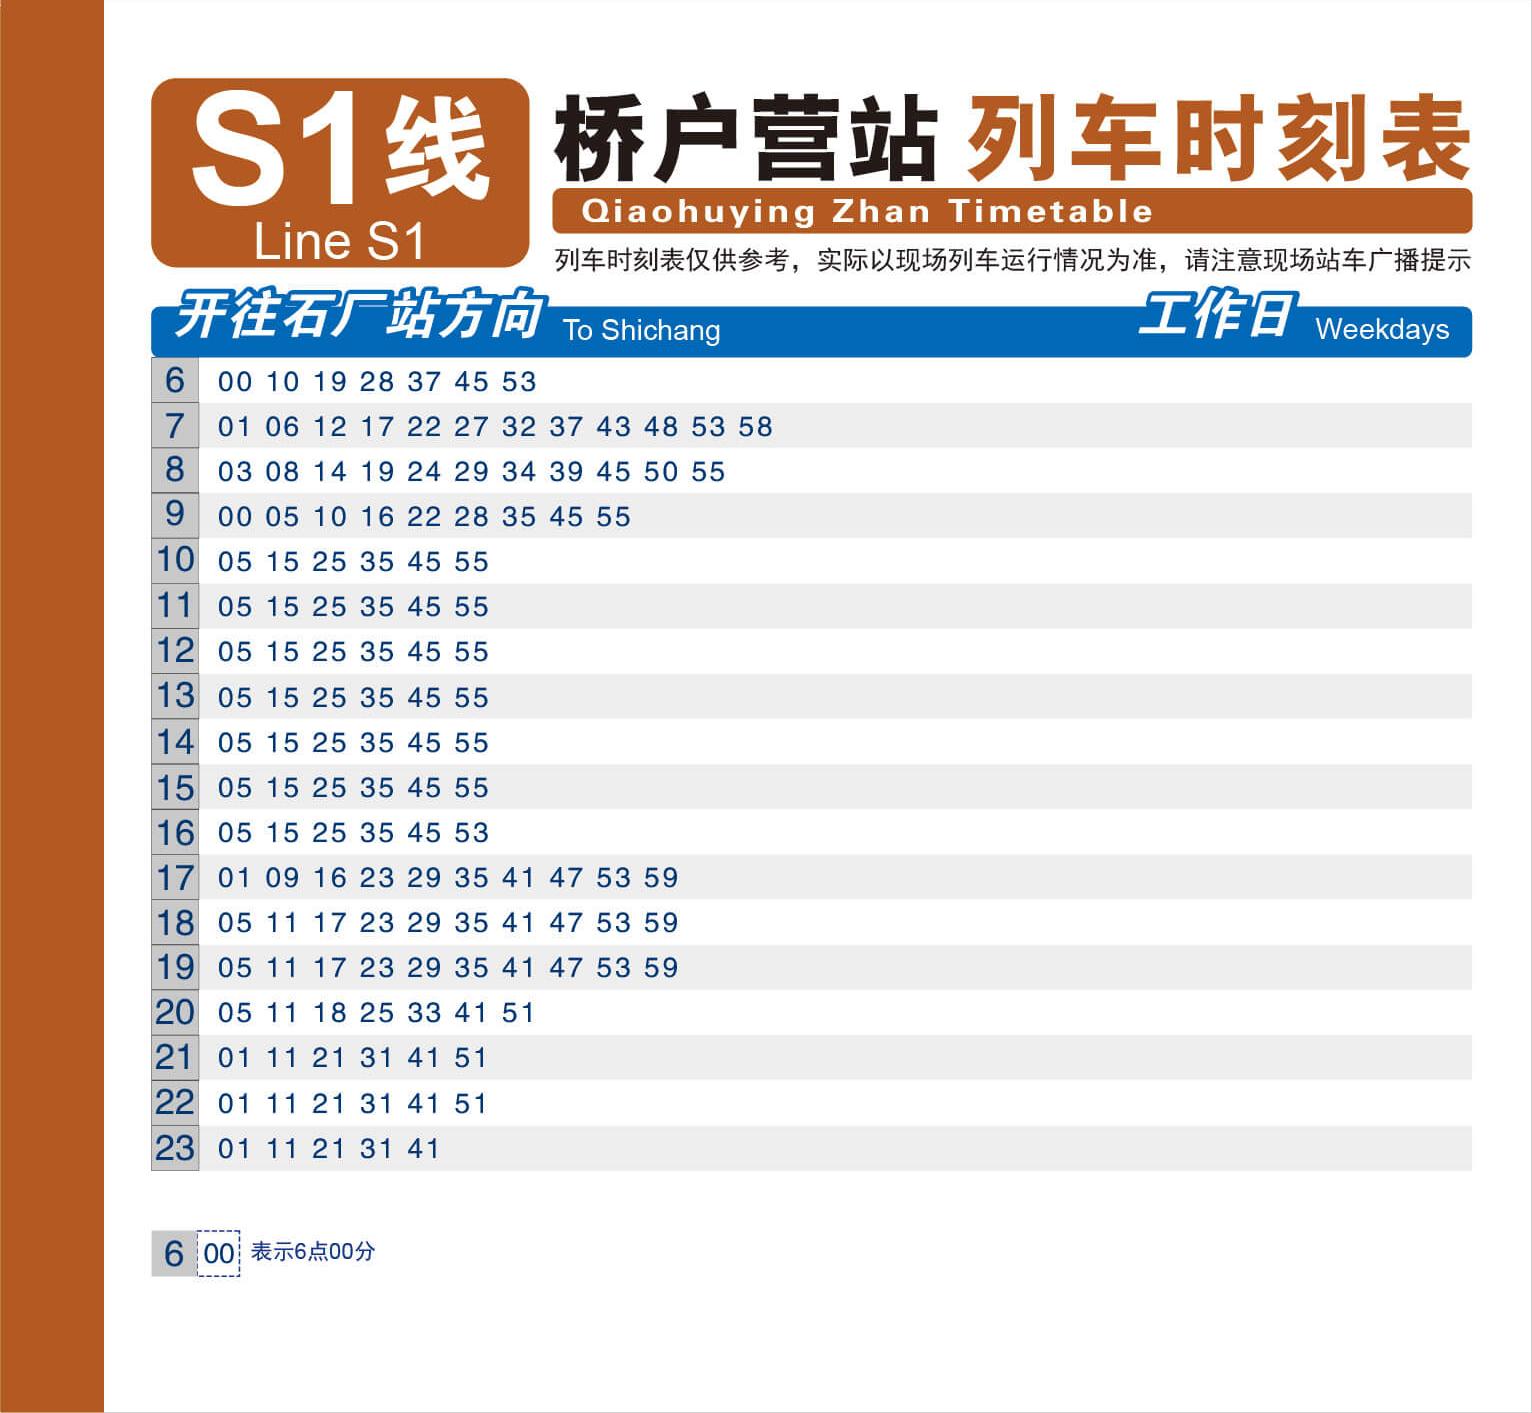 S1线
Line S1
桥户营站 列车时刻表
Qiaohuying Zhan Timetable
列车时刻表仅供参考，实际以现场列车运行情况为准，请注意现场站车广播提示
开往石厂站方向 To Shichang 工作日 Weekdays
6 00 10 19 28 37 45 53
7 01 06 12 17 22 27 32 37 43 48 53 58
8 03 08 14 19 24 29 34 39 45 50 55
9 00 05 10 16 22 28 35 45 55
10 05 15 25 35 45 55
11 05 15 25 35 45 55
12 05 15 25 35 45 55
13 05 15 25 35 45 55
14 05 15 25 35 45 55
15 05 15 25 35 45 55
16 05 15 25 35 45 53
17 01 09 16 23 29 35 41 47 53 59
18 05 11 17 23 29 35 41 47 53 59
19 05 11 17 23 29 35 41 47 53 59
20 05 11 18 25 33 41 51
21 01 11 21 31 41 51
22 01 11 21 31 41 51
23 01 11 21 31 41
6 00 表示6点00分